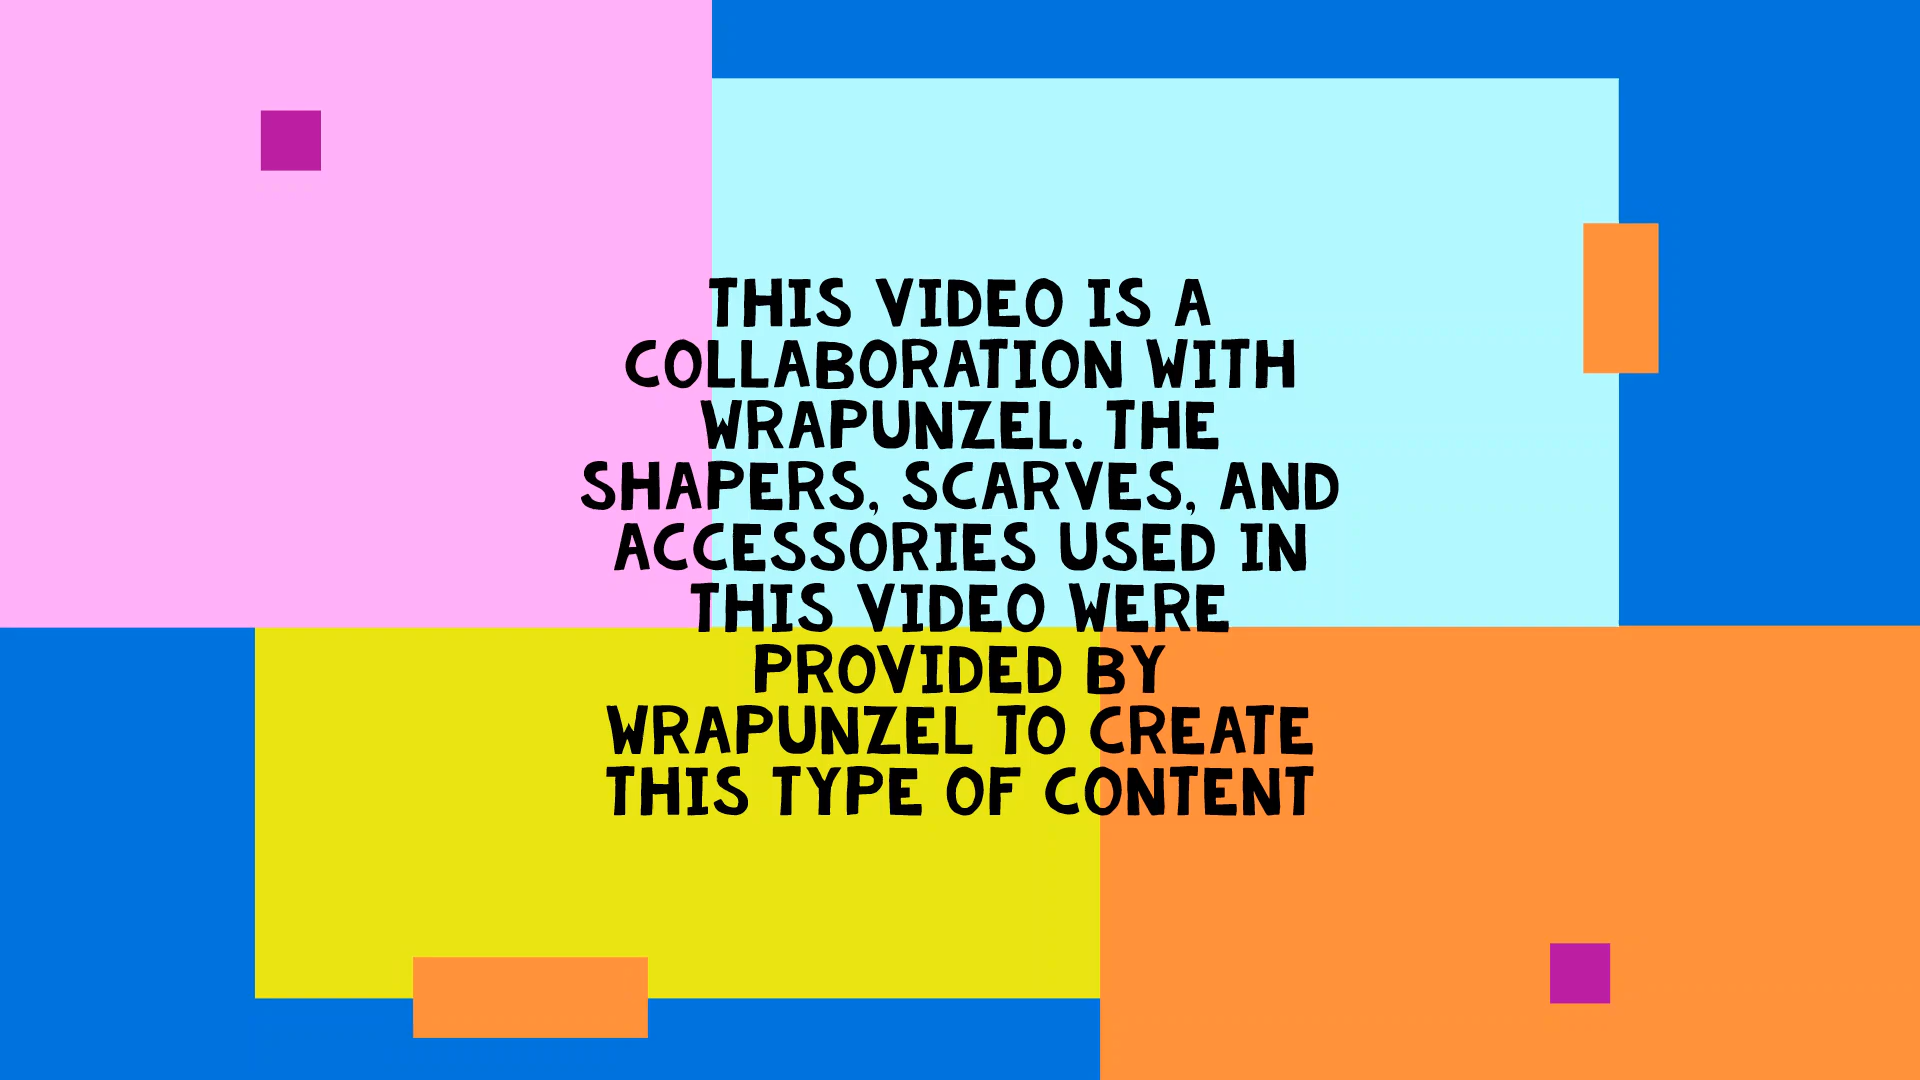 THIS VIDEO IS A
COLLABORATION WITH
WRAPUNZEL. THE
SHAPERS, SCARVES, AND
ACCESSORIES USED IN
THIS VIDEO WERE
PROVIDED BY
WRAPUNZEL TO CREATE
THIS TYPE OF CONTENT